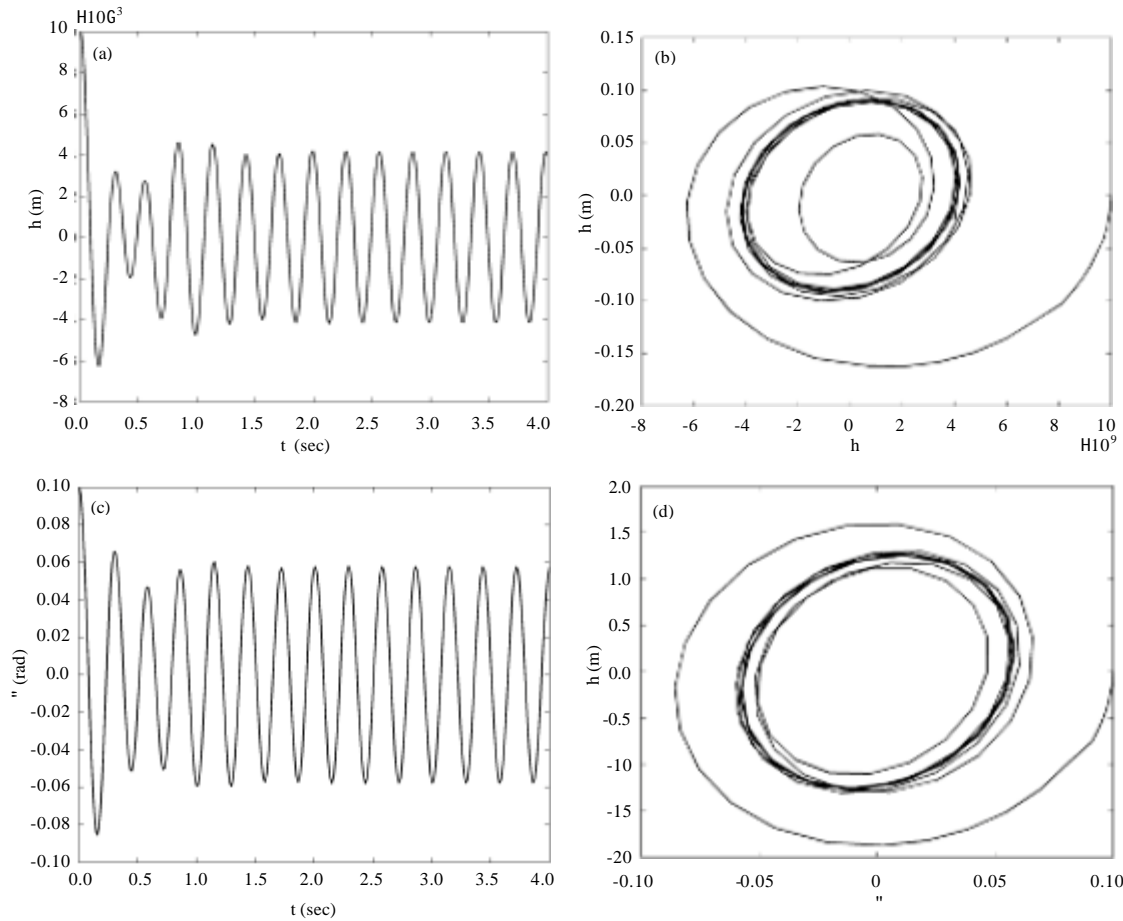 H10G³
(a)
10
8
6
4
2
0
-2
-4
-6
-8
h (m)
0.0 0.5 1.0 1.5 2.0 2.5 3.0 3.5 4.0
t (sec)
(b)
0.15
0.10
0.05
0.0
-0.05
-0.10
-0.15
-0.20
h (m)
-8 -6 -4 -2 0 2 4 6 8 10
h
H10⁹
(c)
0.10
0.08
0.06
0.04
0.02
0.0
-0.02
-0.04
-0.06
-0.08
-0.10
" (rad)
0.0 0.5 1.0 1.5 2.0 2.5 3.0 3.5 4.0
t (sec)
(d)
2.0
1.5
1.0
0.5
0.0
-0.5
-10
-15
-20
h (m)
-0.10 -0.05 0 0.05 0.10
"